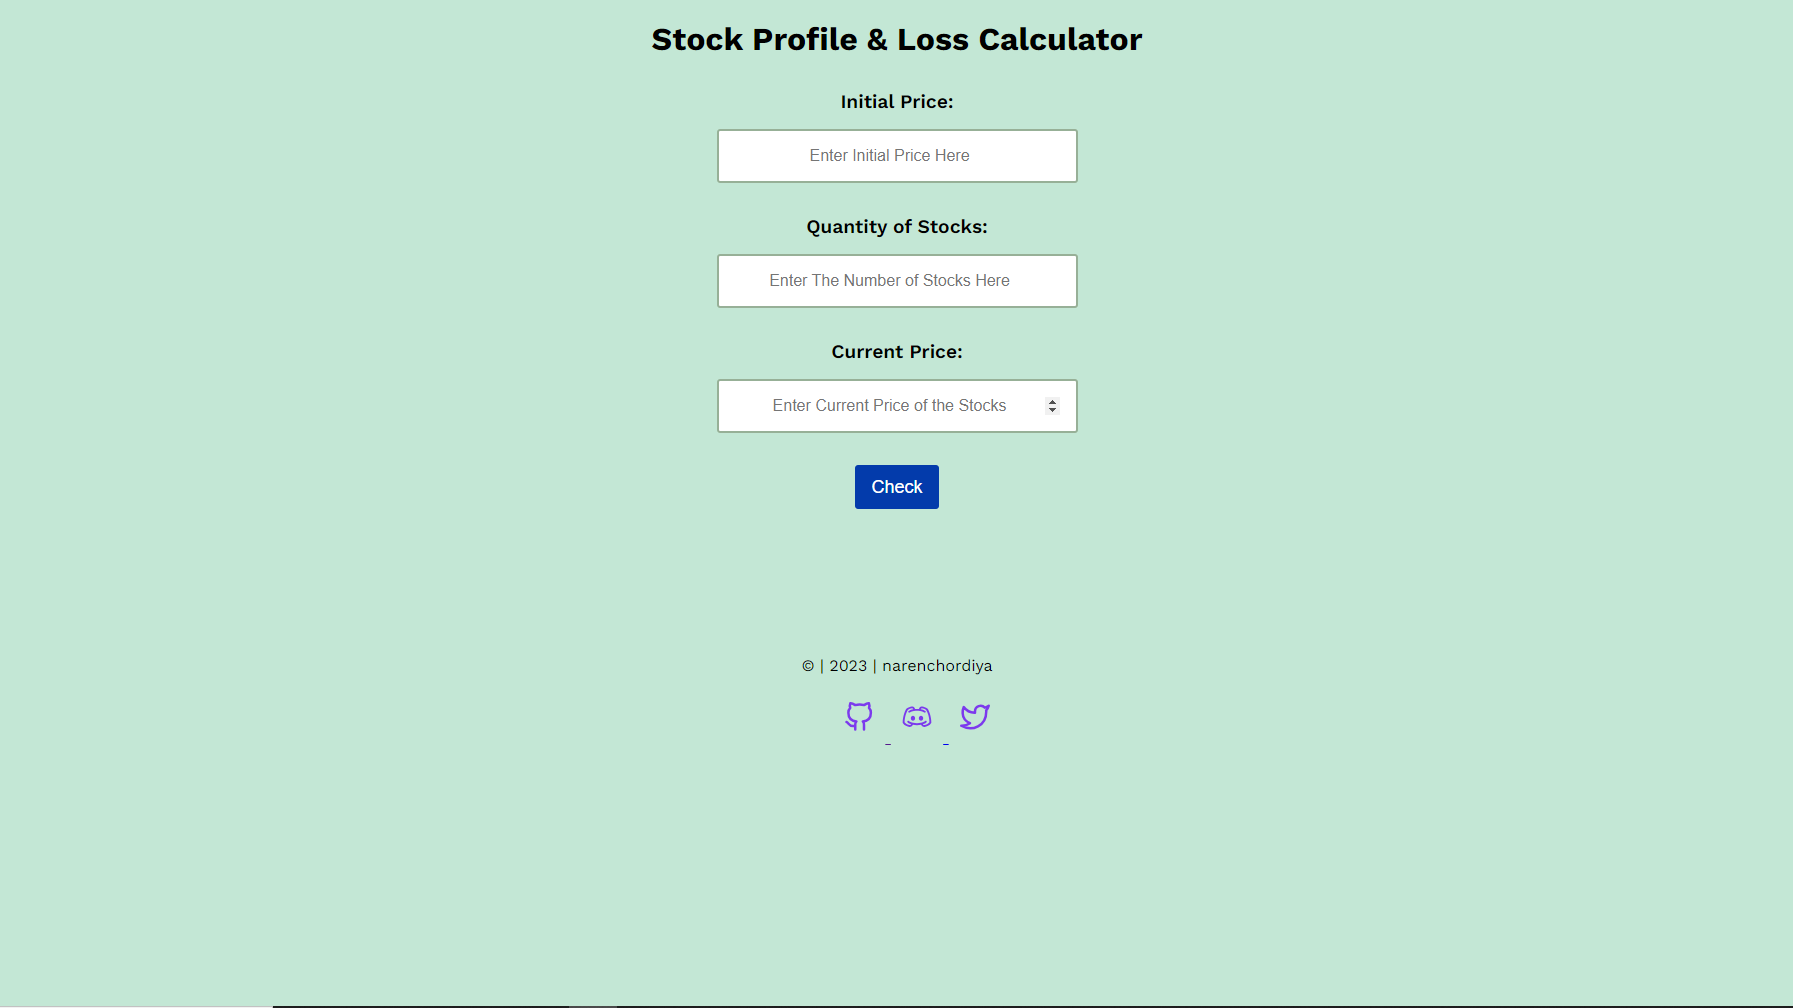 Stock Profile & Loss Calculator
Initial Price:
Enter Initial Price Here
Quantity of Stocks:
Enter The Number of Stocks Here
Current Price:
Enter Current Price of the Stocks
Check
© | 2023 | narenchordiya